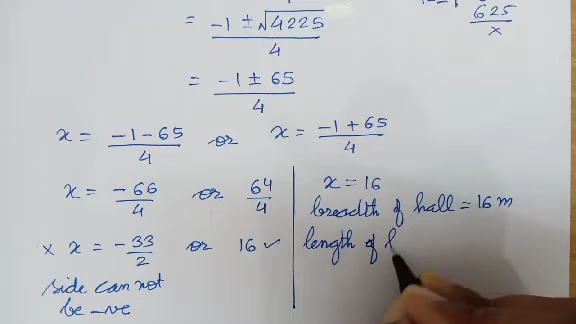 = -1 ± √4225 / 4
625 / x
= -1 ± 65 / 4
x = -1 - 65 / 4 or x = -1 + 65 / 4
x = -66 / 4 or 64 / 4
× x = -33 / 2 or 16 ✓
side can not
be -ve
x = 16
breadth of hall = 16 m
length of